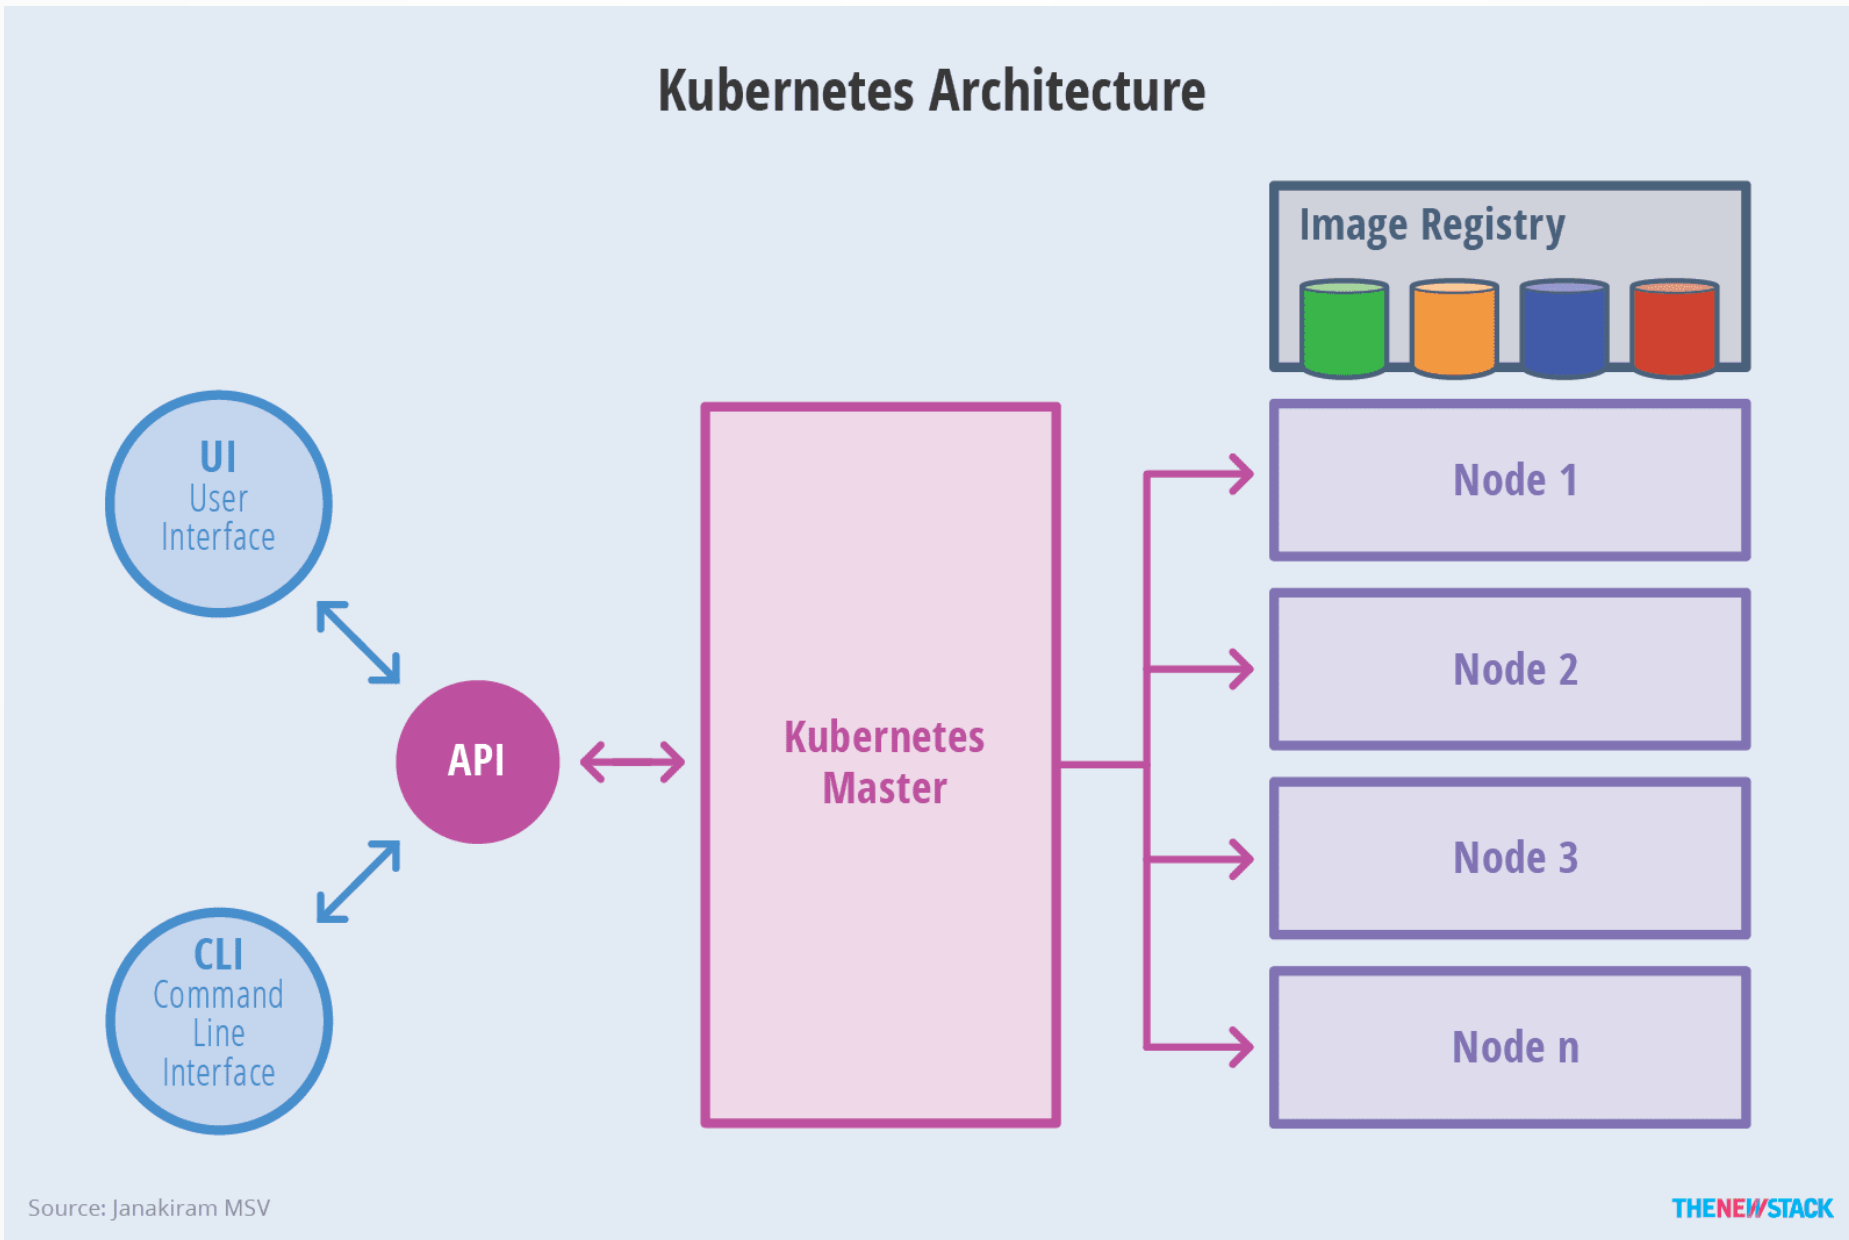 Kubernetes Architecture
Image Registry
UI
User
Interface
API
CLI
Command
Line
Interface
Kubernetes
Master
Node 1
Node 2
Node 3
Node n
Source: Janakiram MSV
THENEWSTACK